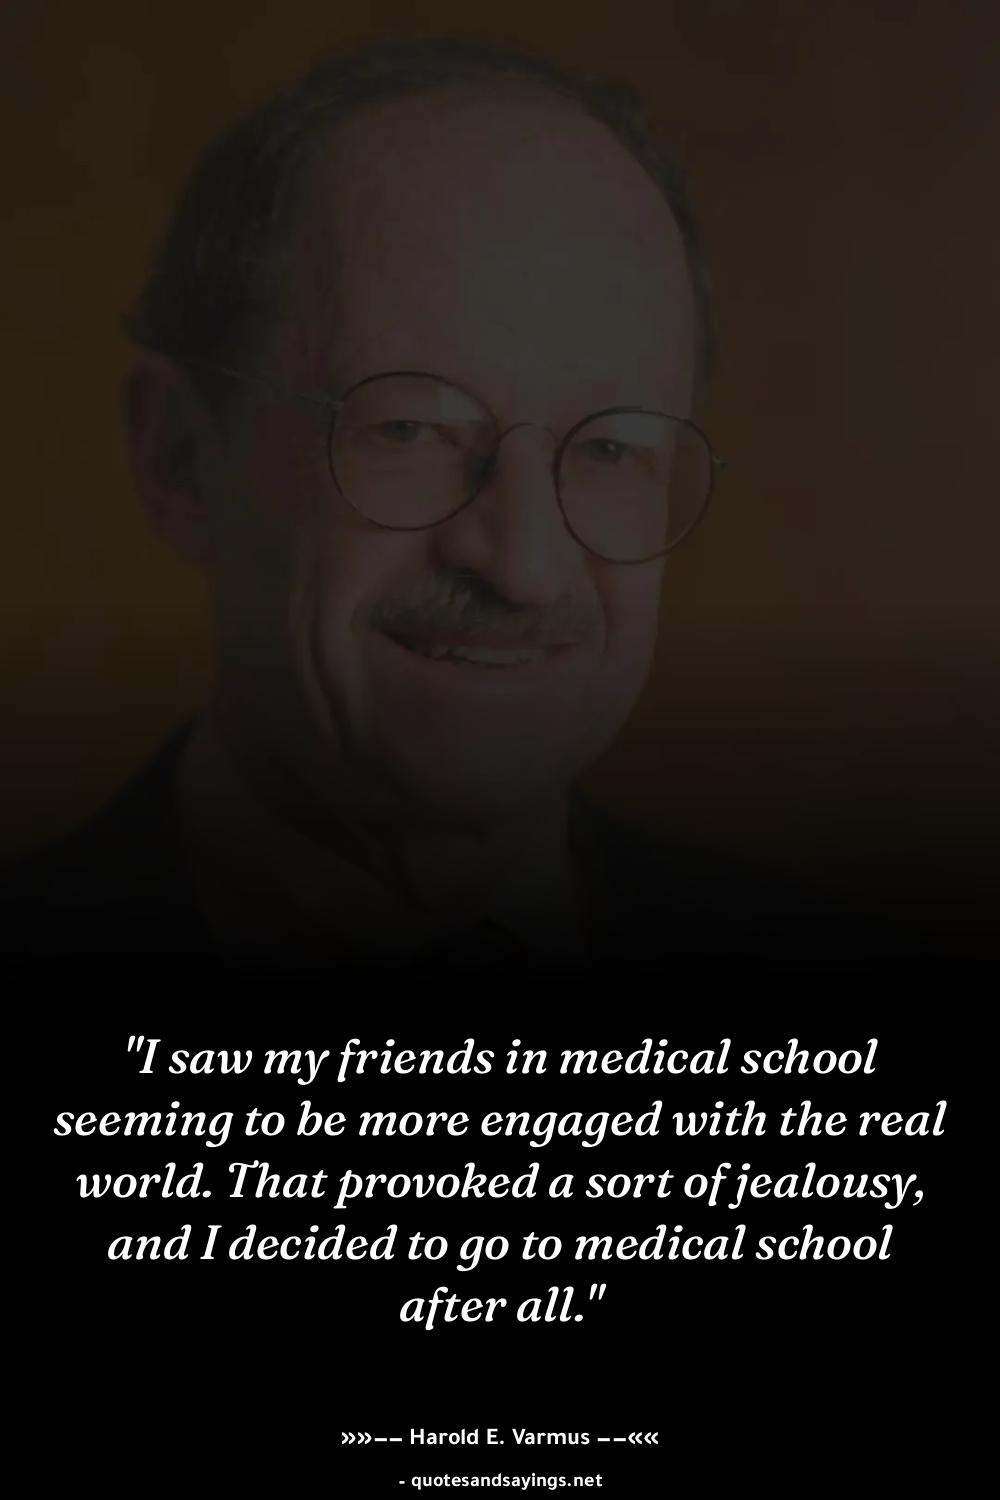 "I saw my friends in medical school
seeming to be more engaged with the real
world. That provoked a sort of jealousy,
and I decided to go to medical school
after all."
»»−− Harold E. Varmus −−««
- quotesandsayings.net